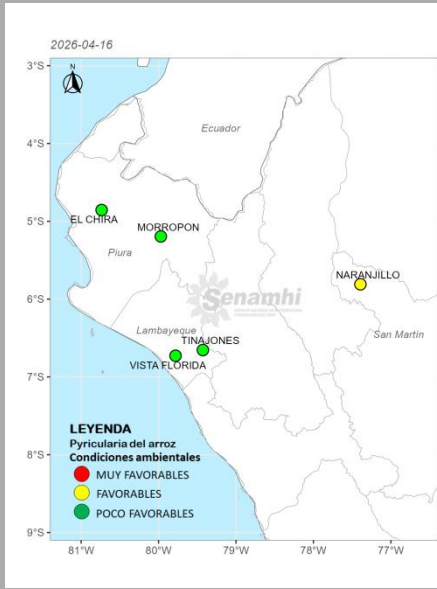 2026-04-16
3°S
N
4°S
Ecuador
5°S
EL CHIRA
MORROPON
Piura
NARANJILLO
6°S
Senamhi
Lambayeque
San Martín
TINAJONES
VISTA FLORIDA
7°S
LEYENDA
Pyricularia del arroz
Condiciones ambientales
8°S
MUY FAVORABLES
FAVORABLES
POCO FAVORABLES
9°S
81°W 80°W 79°W 78°W 77°W